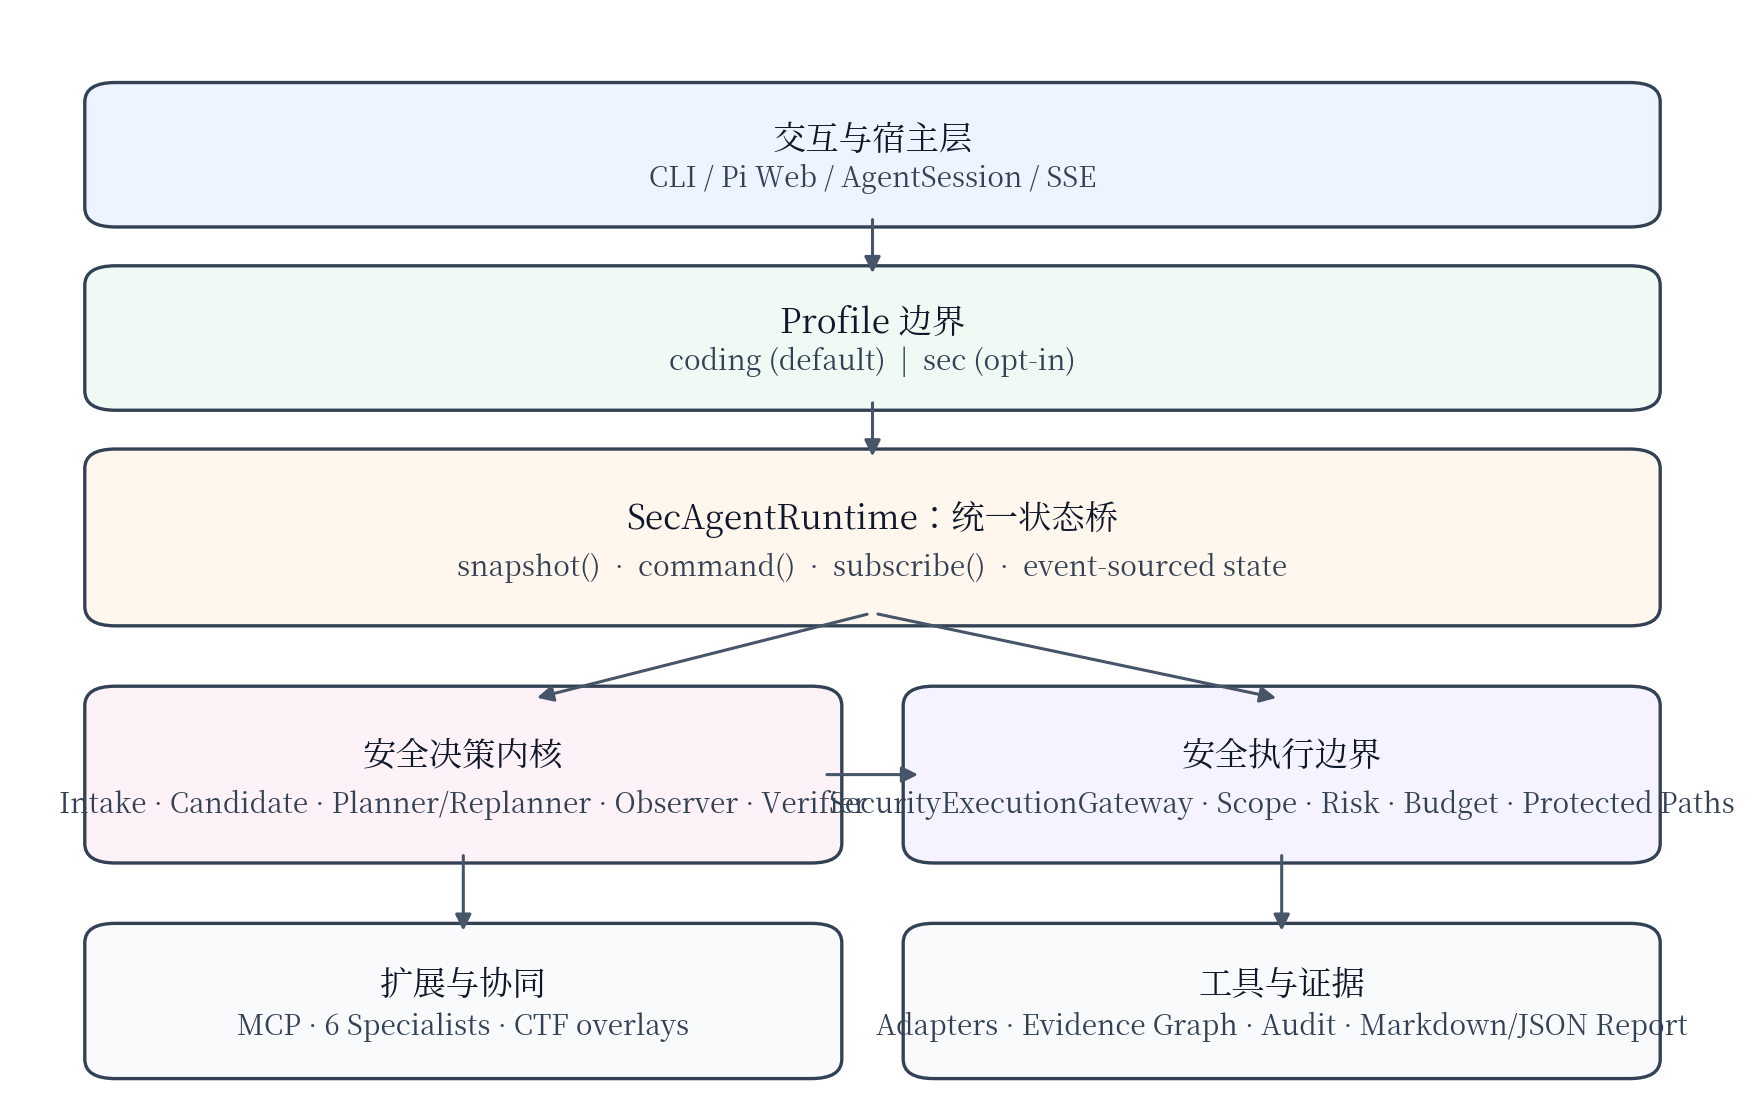 交互与宿主层
CLI / Pi Web / AgentSession / SSE
Profile 边界
coding (default) | sec (opt-in)
SecAgentRuntime：统一状态桥
snapshot() · command() · subscribe() · event-sourced state
安全决策内核
Intake · Candidate · Planner/Replanner · Observer · Verifier
安全执行边界
SecurityExecutionGateway · Scope · Risk · Budget · Protected Paths
扩展与协同
MCP · 6 Specialists · CTF overlays
工具与证据
Adapters · Evidence Graph · Audit · Markdown/JSON Report